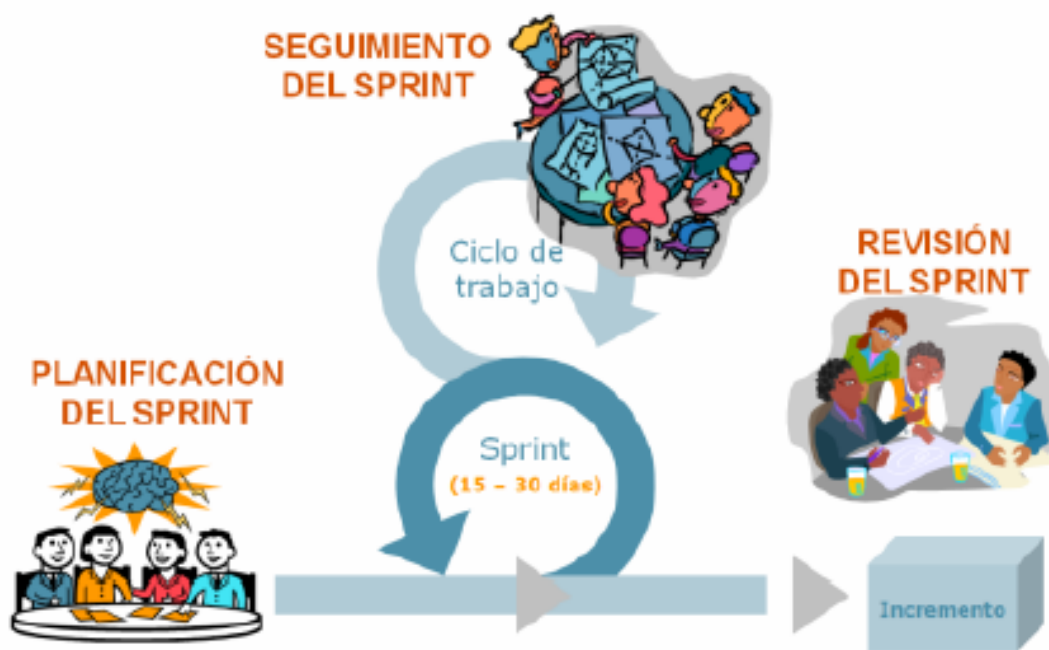 SEGUIMIENTO
DEL SPRINT
Ciclo de
trabajo
REVISIÓN
DEL SPRINT
PLANIFICACIÓN
DEL SPRINT
Sprint
(15 – 30 días)
Incremento